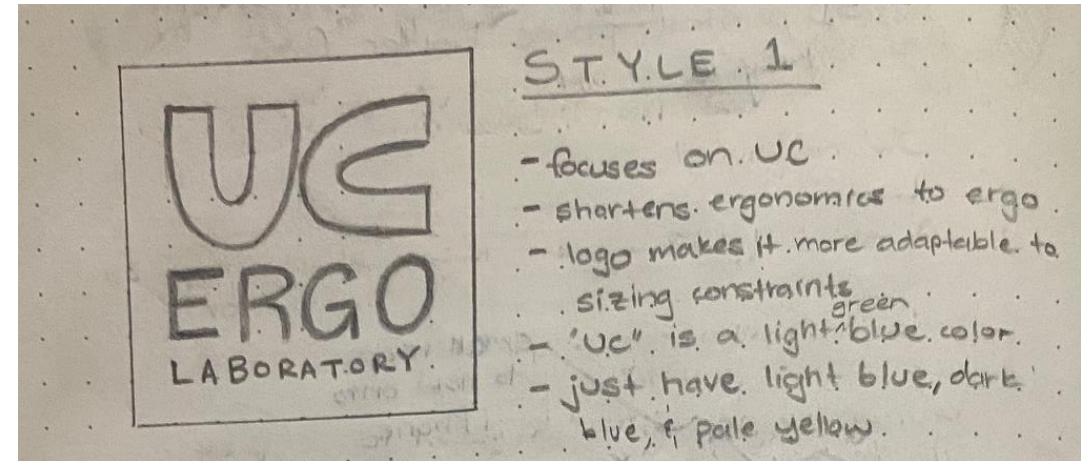 UC
ERGO
LABORATORY
STYLE 1
- focuses on UC
- shortens ergonomics to ergo
- logo makes it more adaptable to
sizing constraints
green
- "UC" is a light^blue color.
- just have light blue, dark
blue, & pale yellow.